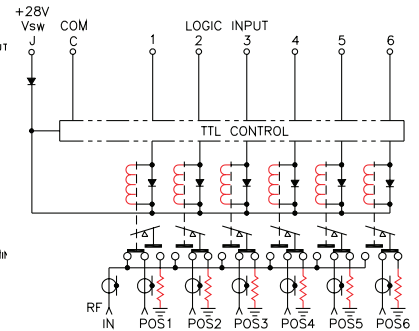 +28V
Vsw COM LOGIC INPUT
J C 1 2 3 4 5 6
TTL CONTROL
RF
IN POS1 POS2 POS3 POS4 POS5 POS6